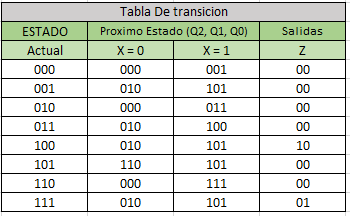 Tabla De transicion
ESTADO Proximo Estado (Q2, Q1, Q0) Salidas
Actual X = 0 X = 1 Z
000 000 001 00
001 010 101 00
010 000 011 00
011 010 100 00
100 010 101 10
101 110 101 00
110 000 111 00
111 010 101 01